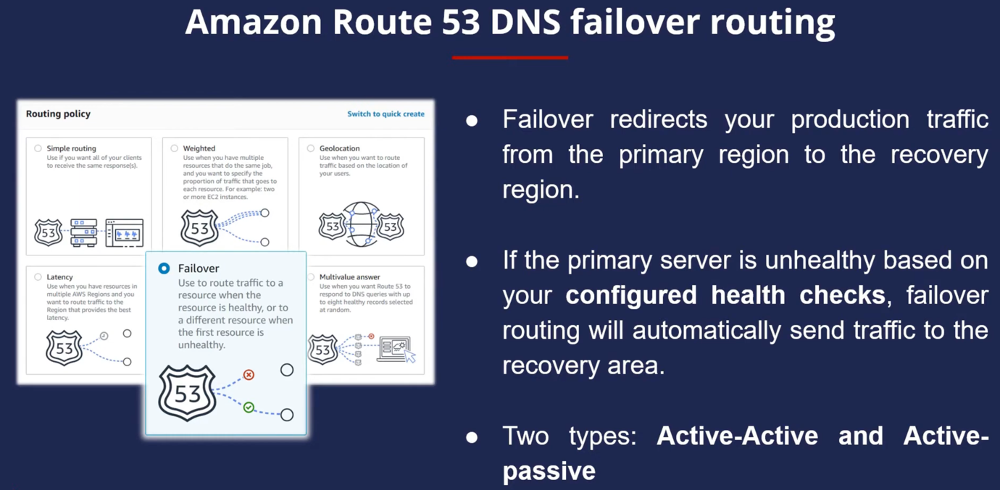 Amazon Route 53 DNS failover routing
Routing policy
Switch to quick create
Simple routing
Use if you want all of your clients
to receive the same response(s).
53
Weighted
Use when you have multiple
resources that do the same job,
and you want to specify the
proportion of traffic that goes to
each resource. For example: two
or more EC2 instances.
53
Geolocation
Use when you want to route
traffic based on the location of
your users.
53
53
Latency
Use when you have resources in
multiple AWS Regions and you
want to route traffic to the
Region that provides the best
latency.
53
Failover
Use to route traffic to a
resource when the
resource is healthy, or to
a different resource when
the first resource is
unhealthy.
53
Multivalue answer
Use when you want Route 53 to
respond to DNS queries with up
to eight healthy records selected
at random.
53
● Failover redirects your production traffic
from the primary region to the recovery
region.
● If the primary server is unhealthy based on
your configured health checks, failover
routing will automatically send traffic to the
recovery area.
● Two types: Active-Active and Active-
passive